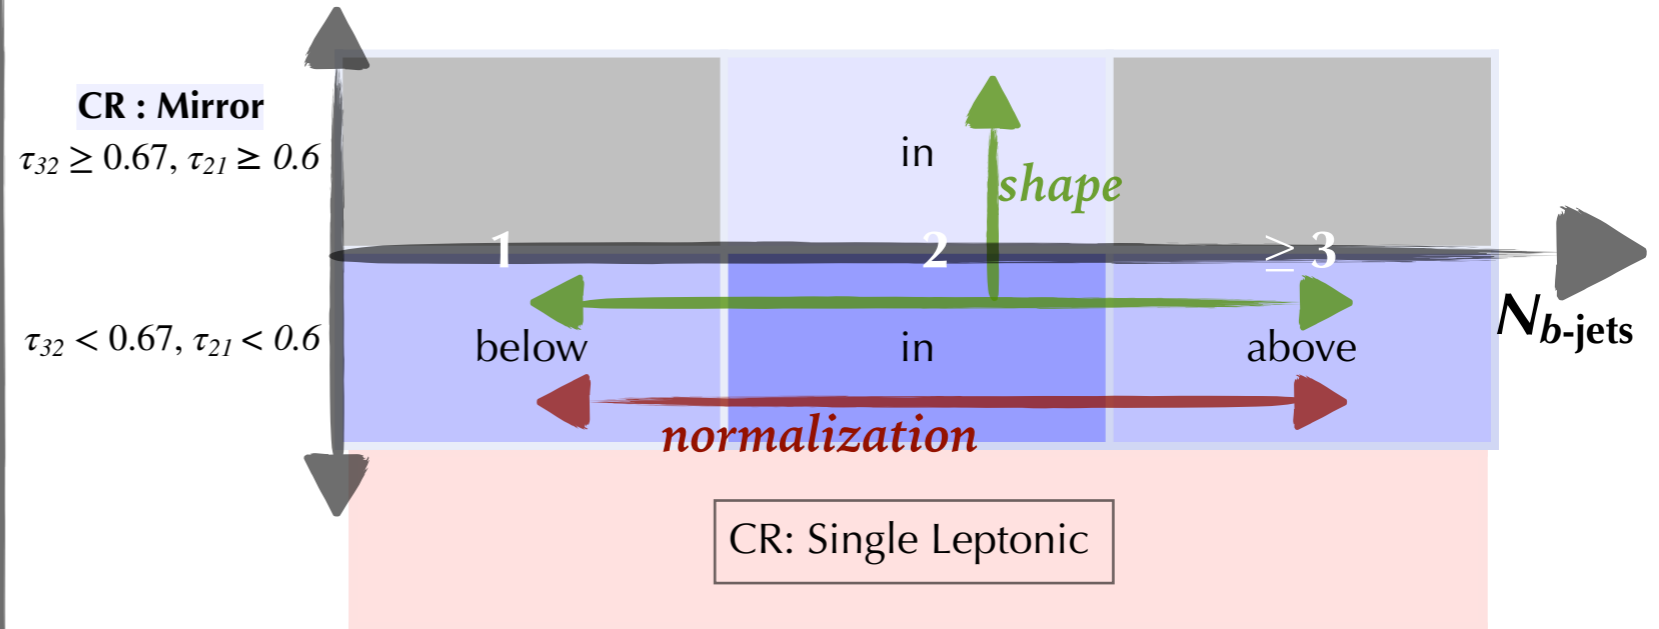 CR : Mirror
τ32 ≥ 0.67, τ21 ≥ 0.6
in
shape
1
2
≥ 3
Nb-jets
τ32 < 0.67, τ21 < 0.6
below
in
above
normalization
CR: Single Leptonic